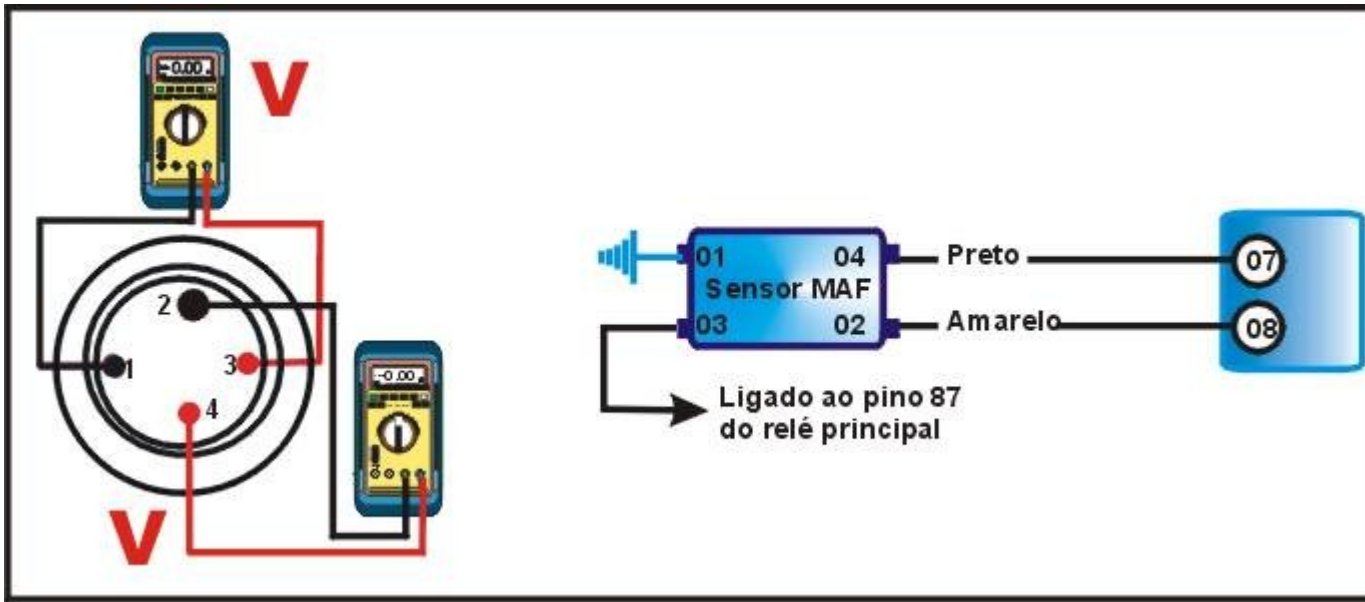 -0.00
V
2
1
3
4
-0.00
V
01 04
Sensor MAF
03 02
Preto
Amarelo
07
08
Ligado ao pino 87
do relé principal